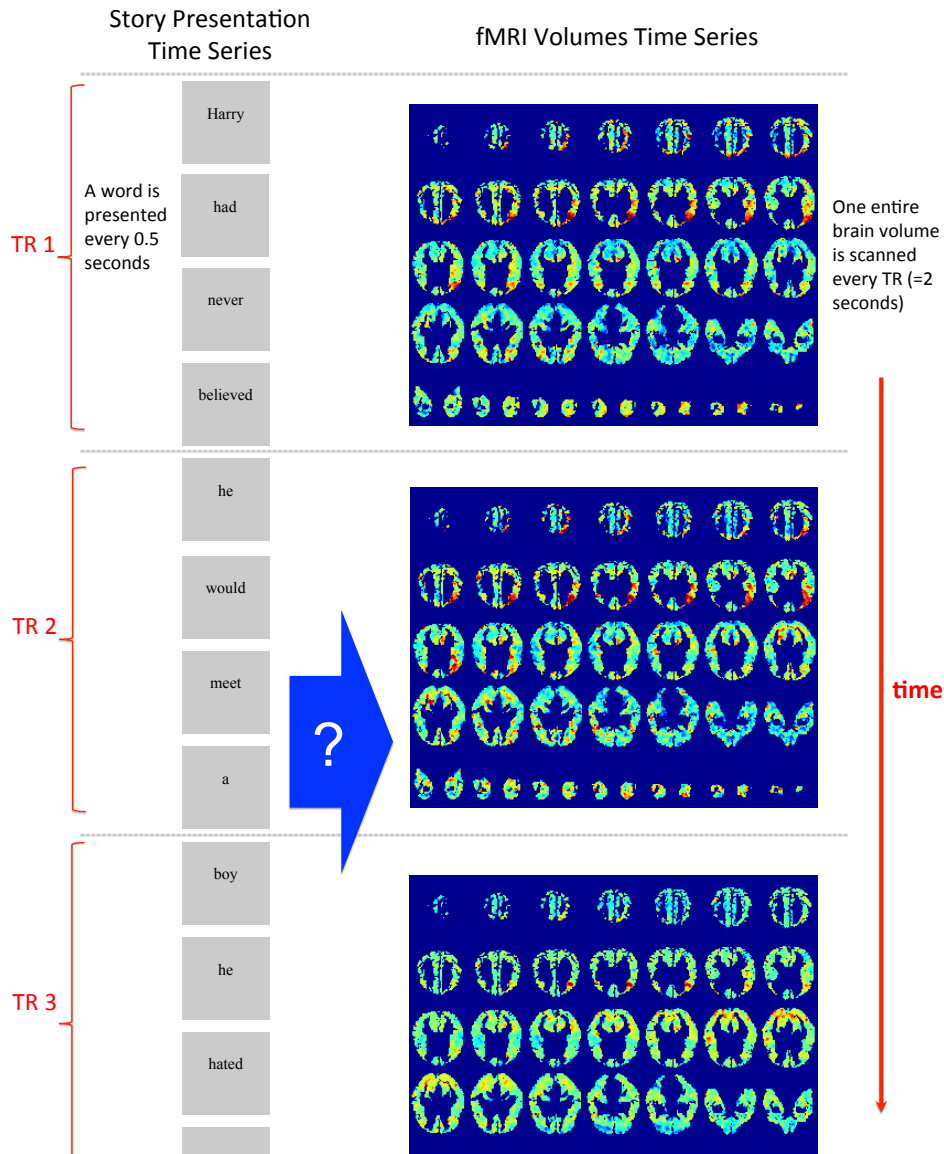 Story Presentation
Time Series
fMRI Volumes Time Series
TR 1
A word is
presented
every 0.5
seconds
Harry
had
never
believed
One entire
brain volume
is scanned
every TR (=2
seconds)
TR 2
he
would
meet
a
?
time
TR 3
boy
he
hated